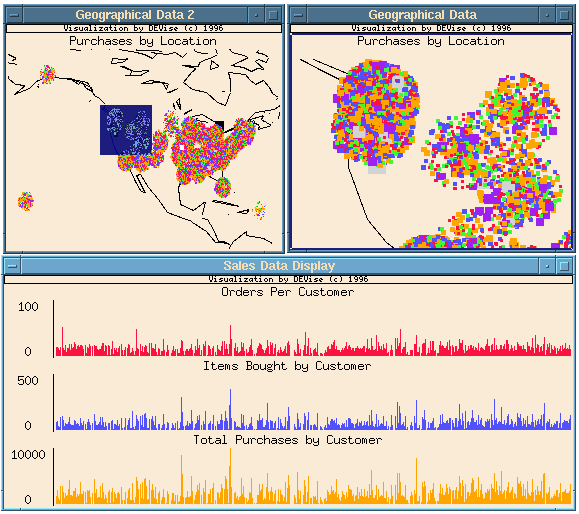 Geographical Data 2
Visualization by DEVise (c) 1996
Purchases by Location
Geographical Data
Visualization by DEVise (c) 1996
Purchases by Location
Sales Data Display
Visualization by DEVise (c) 1996
Orders Per Customer
100
0
Items Bought by Customer
500
0
Total Purchases by Customer
10000
0